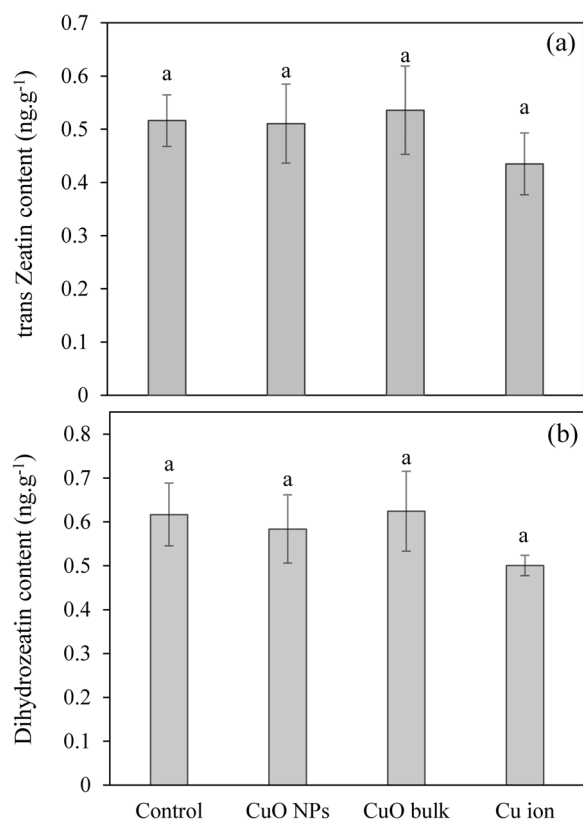 (a)
trans Zeatin content (ng.g-1)
0.7
0.6
0.5
0.4
0.3
0.2
0.1
0
a
a
a
a
(b)
Dihydrozeatin content (ng.g-1)
0.8
0.7
0.6
0.5
0.4
0.3
0.2
0.1
0
a
a
a
a
Control CuO NPs CuO bulk Cu ion